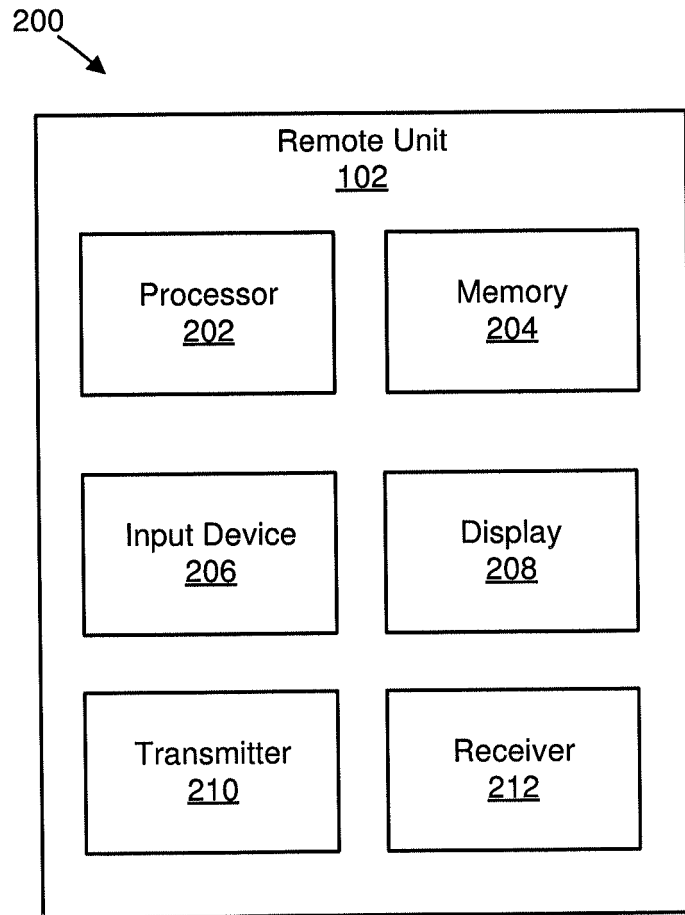 200
Remote Unit
102
Processor
202
Memory
204
Input Device
206
Display
208
Transmitter
210
Receiver
212